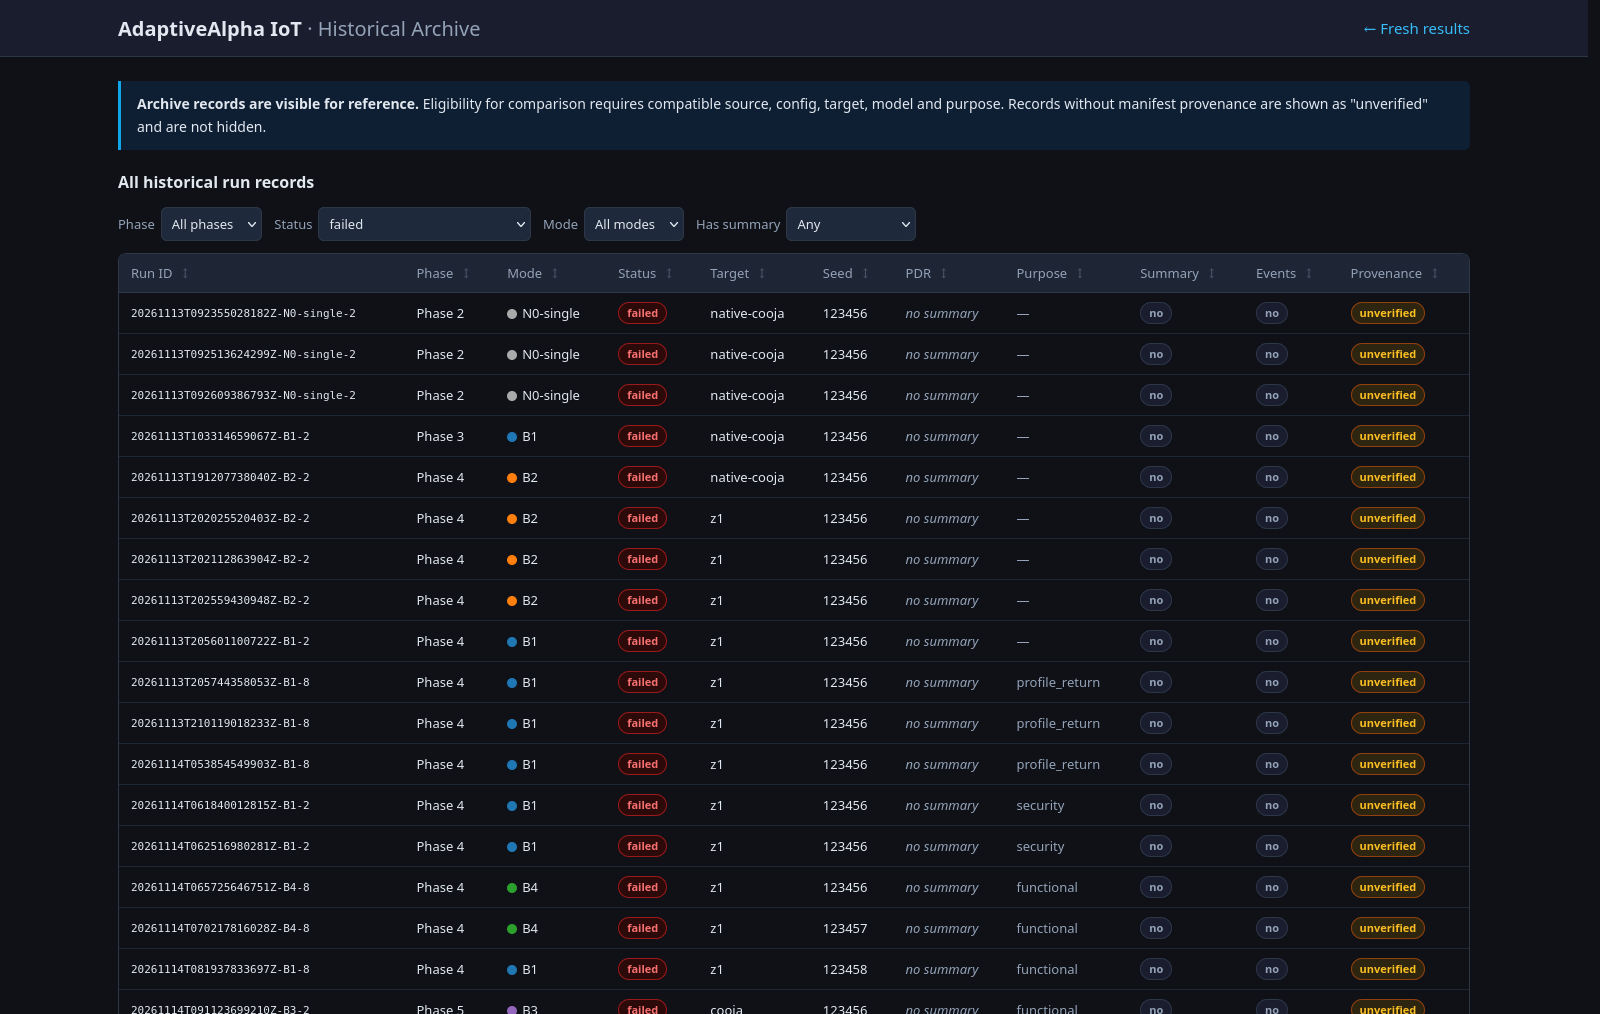 AdaptiveAlpha IoT · Historical Archive
← Fresh results
Archive records are visible for reference. Eligibility for comparison requires compatible source, config, target, model and purpose. Records without manifest provenance are shown as "unverified"
and are not hidden.
All historical run records
Phase All phases Status failed Mode All modes Has summary Any
Run ID ↕ Phase ↕ Mode ↕ Status ↕ Target ↕ Seed ↕ PDR ↕ Purpose ↕ Summary ↕ Events ↕ Provenance ↕
20261113T092355028182Z-N0-single-2 Phase 2 N0-single failed native-cooja 123456 no summary — no no unverified
20261113T092513624299Z-N0-single-2 Phase 2 N0-single failed native-cooja 123456 no summary — no no unverified
20261113T092609386793Z-N0-single-2 Phase 2 N0-single failed native-cooja 123456 no summary — no no unverified
20261113T103314659067Z-B1-2 Phase 3 B1 failed native-cooja 123456 no summary — no no unverified
20261113T191207738040Z-B2-2 Phase 4 B2 failed native-cooja 123456 no summary — no no unverified
20261113T202025520403Z-B2-2 Phase 4 B2 failed z1 123456 no summary — no no unverified
20261113T202112863904Z-B2-2 Phase 4 B2 failed z1 123456 no summary — no no unverified
20261113T202559430948Z-B2-2 Phase 4 B2 failed z1 123456 no summary — no no unverified
20261113T205601100722Z-B1-2 Phase 4 B1 failed z1 123456 no summary — no no unverified
20261113T205744358053Z-B1-8 Phase 4 B1 failed z1 123456 no summary profile_return no no unverified
20261113T210119018233Z-B1-8 Phase 4 B1 failed z1 123456 no summary profile_return no no unverified
20261114T053854549903Z-B1-8 Phase 4 B1 failed z1 123456 no summary profile_return no no unverified
20261114T061840012815Z-B1-2 Phase 4 B1 failed z1 123456 no summary security no no unverified
20261114T062516980281Z-B1-2 Phase 4 B1 failed z1 123456 no summary security no no unverified
20261114T065725646751Z-B4-8 Phase 4 B4 failed z1 123456 no summary functional no no unverified
20261114T070217816028Z-B4-8 Phase 4 B4 failed z1 123457 no summary functional no no unverified
20261114T081937833697Z-B1-8 Phase 4 B1 failed z1 123458 no summary functional no no unverified
20261114T091123699210Z-B3-2 Phase 5 B3 failed cooja 123456 no summary functional no no unverified